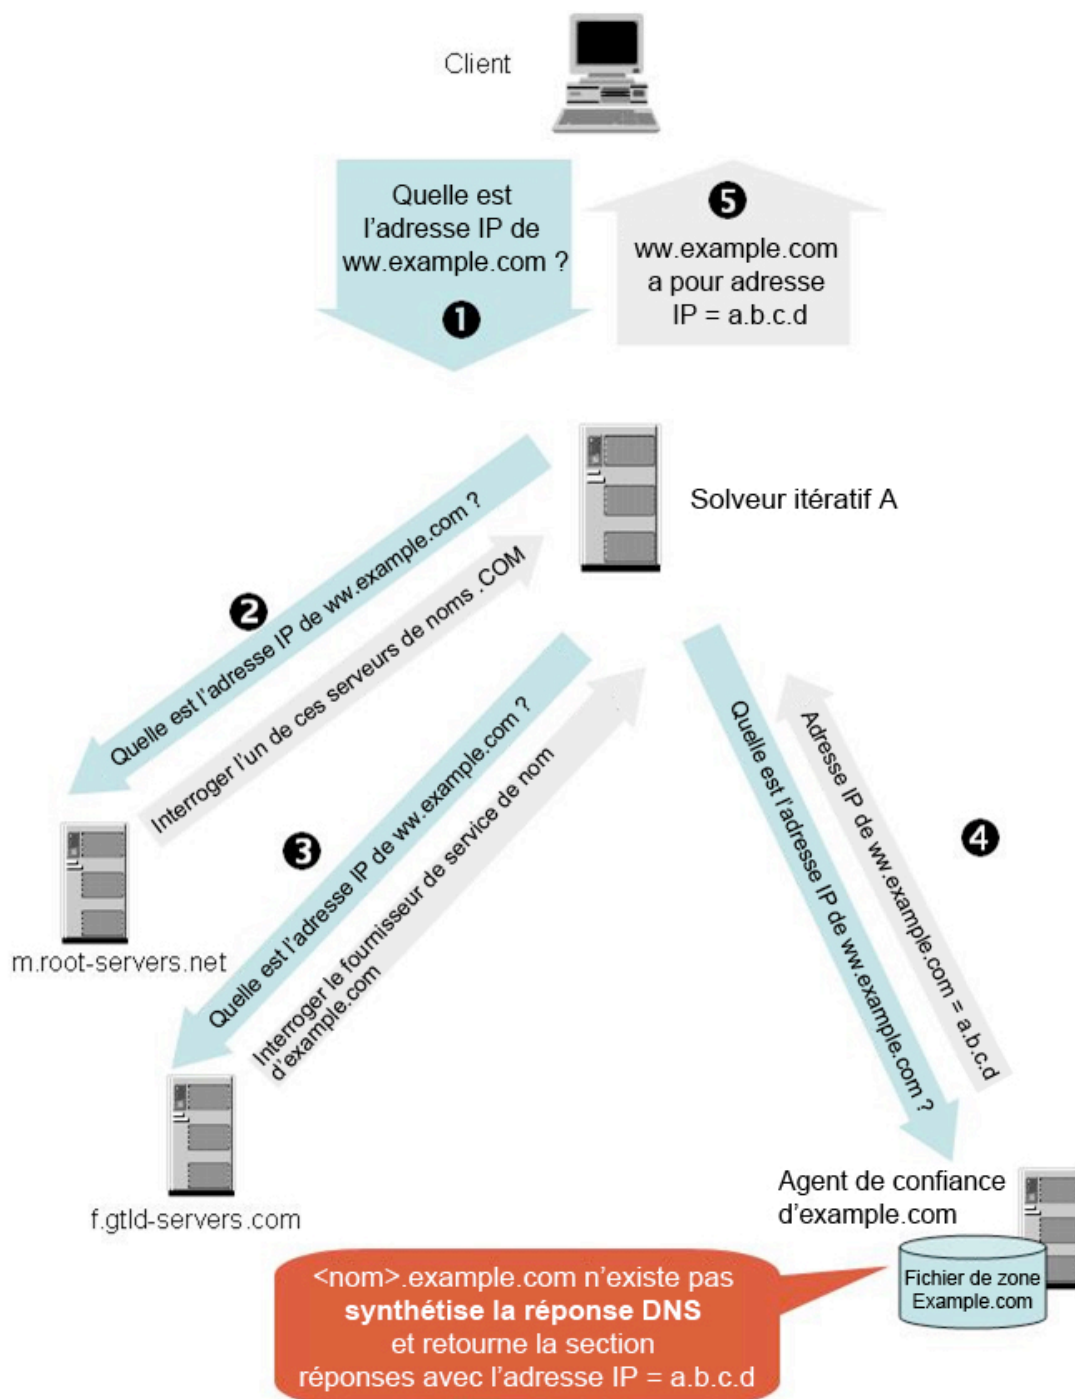 Client
Quelle est
l'adresse IP de
ww.example.com ?
1
5
ww.example.com
a pour adresse
IP = a.b.c.d
Solveur itératif A
2
Quelle est l'adresse IP de ww.example.com ?
Interroger l'un de ces serveurs de noms .COM
m.root-servers.net
3
Quelle est l'adresse IP de ww.example.com ?
Interroger le fournisseur de service de nom
d'example.com
f.gtld-servers.com
4
Quelle est l'adresse IP de ww.example.com ?
Adresse IP de ww.example.com = a.b.c.d
Agent de confiance
d'example.com
Fichier de zone
Example.com
<nom>.example.com n'existe pas
synthétise la réponse DNS
et retourne la section
réponses avec l'adresse IP = a.b.c.d